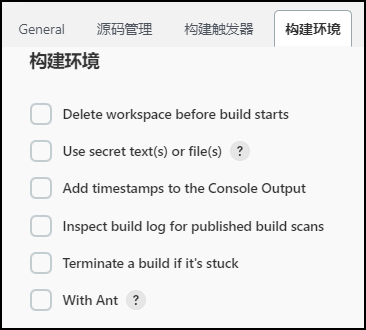 General 源码管理 构建触发器 构建环境
构建环境
Delete workspace before build starts
Use secret text(s) or file(s) ?
Add timestamps to the Console Output
Inspect build log for published build scans
Terminate a build if it's stuck
With Ant ?